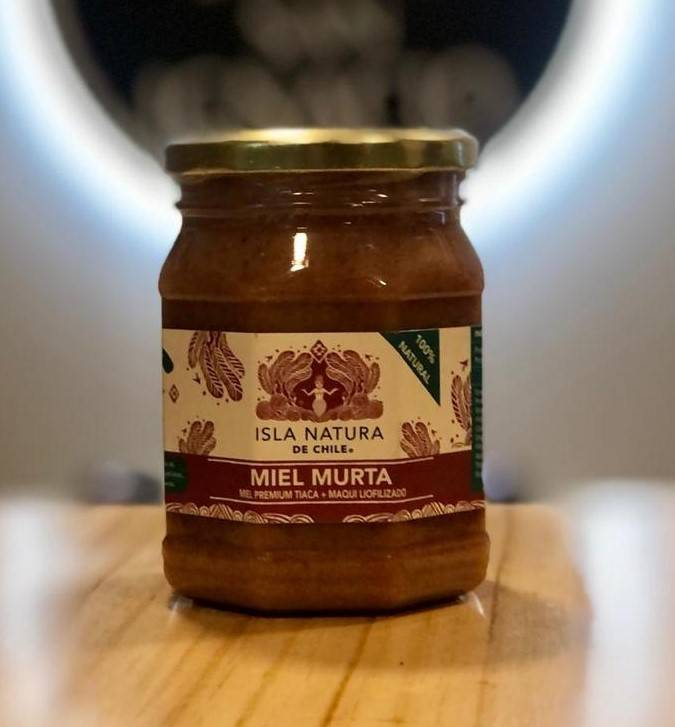 100%
NATURAL
ISLA NATURA
DE CHILE®
MIEL MURTA
MIEL PREMIUM TIACA + MAQUI LIOFILIZADO